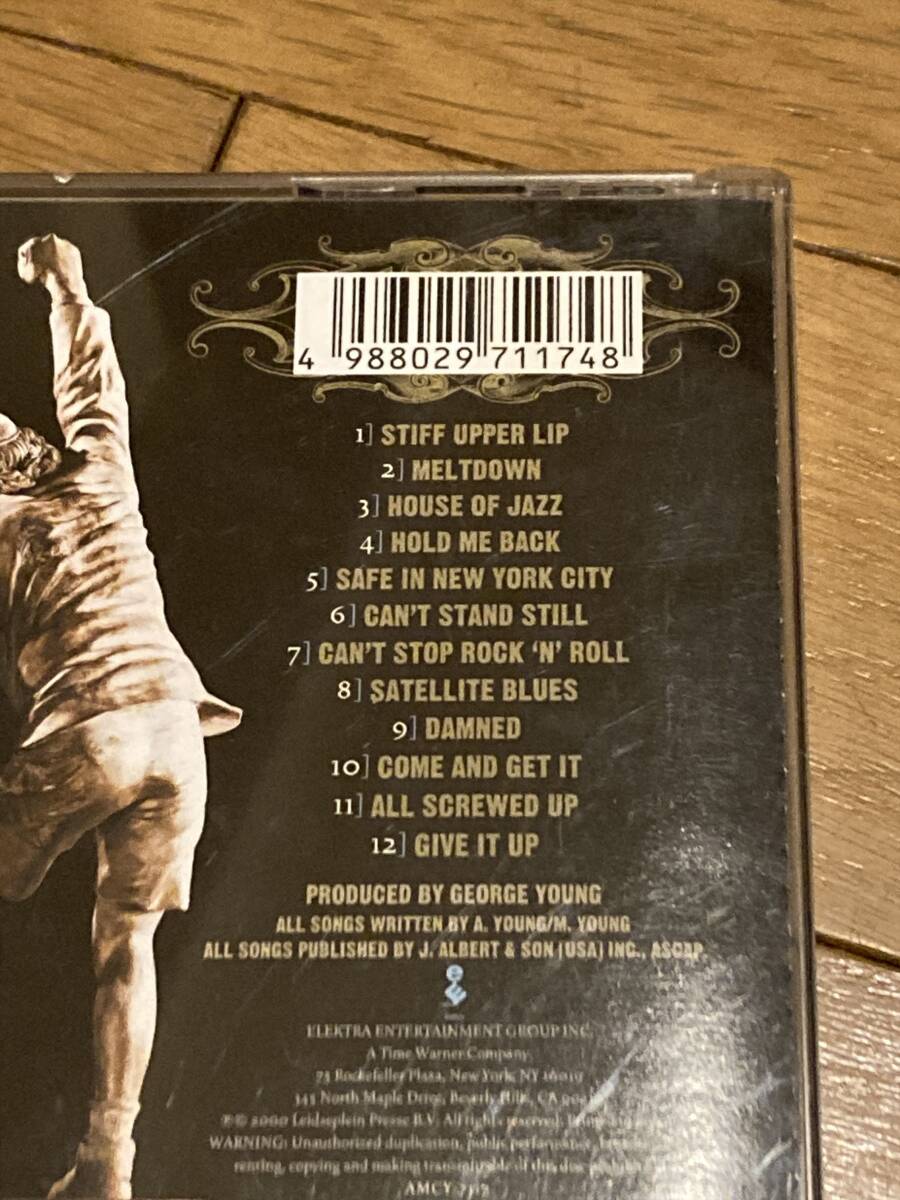 4 988029 711748
1] STIFF UPPER LIP
2] MELTDOWN
3] HOUSE OF JAZZ
4] HOLD ME BACK
5] SAFE IN NEW YORK CITY
6] CAN'T STAND STILL
7] CAN'T STOP ROCK 'N' ROLL
8] SATELLITE BLUES
9] DAMNED
10] COME AND GET IT
11] ALL SCREWED UP
12] GIVE IT UP
PRODUCED BY GEORGE YOUNG
ALL SONGS WRITTEN BY A. YOUNG/M. YOUNG
ALL SONGS PUBLISHED BY J. ALBERT & SON (USA) INC., ASCAP
ELEKTRA ENTERTAINMENT GROUP INC.
A Time Warner Company
75 Rockefeller Plaza, New York, NY
345 North Maple Drive, Beverly Hills, CA
℗© 2000 Leidseplein Presse B.V. All rights reserved.
WARNING: Unauthorized duplication, public performance,
renting, copying and making transmittable of this disc
AMCY